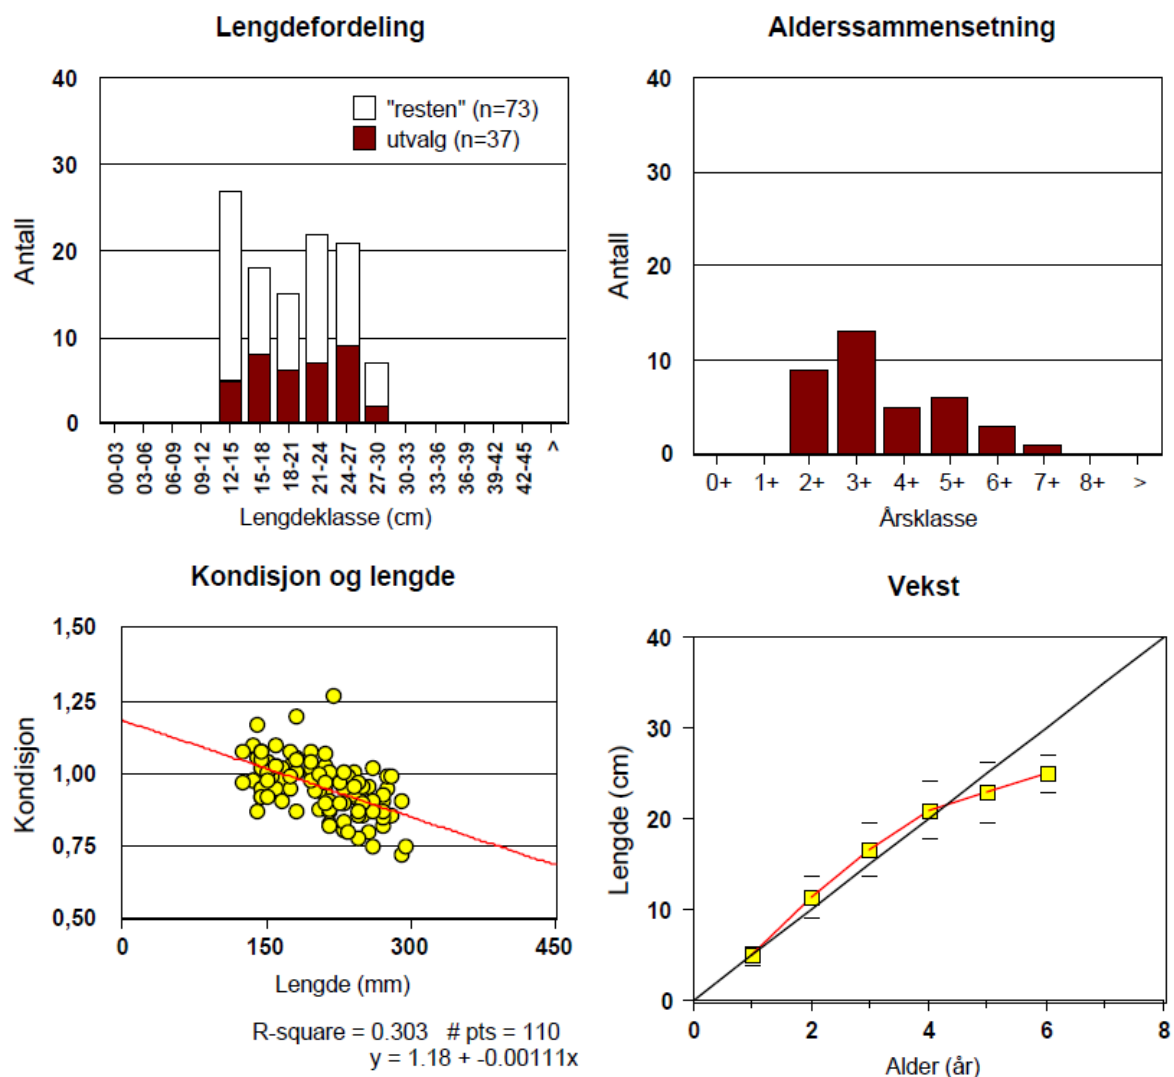 Lengdefordeling
40
30
20
10
0
Antall
"resten" (n=73)
utvalg (n=37)
00-03
03-06
06-09
09-12
12-15
15-18
18-21
21-24
24-27
27-30
30-33
33-36
36-39
39-42
42-45
>
Lengdeklasse (cm)
Alderssammensetning
40
30
20
10
0
Antall
0+ 1+ 2+ 3+ 4+ 5+ 6+ 7+ 8+ >
Årsklasse
Kondisjon og lengde
1,50
1,25
1,00
0,75
0,50
Kondisjon
0 150 300 450
Lengde (mm)
R-square = 0.303 # pts = 110
y = 1.18 + -0.00111x
Vekst
40
30
20
10
0
Lengde (cm)
0 2 4 6 8
Alder (år)